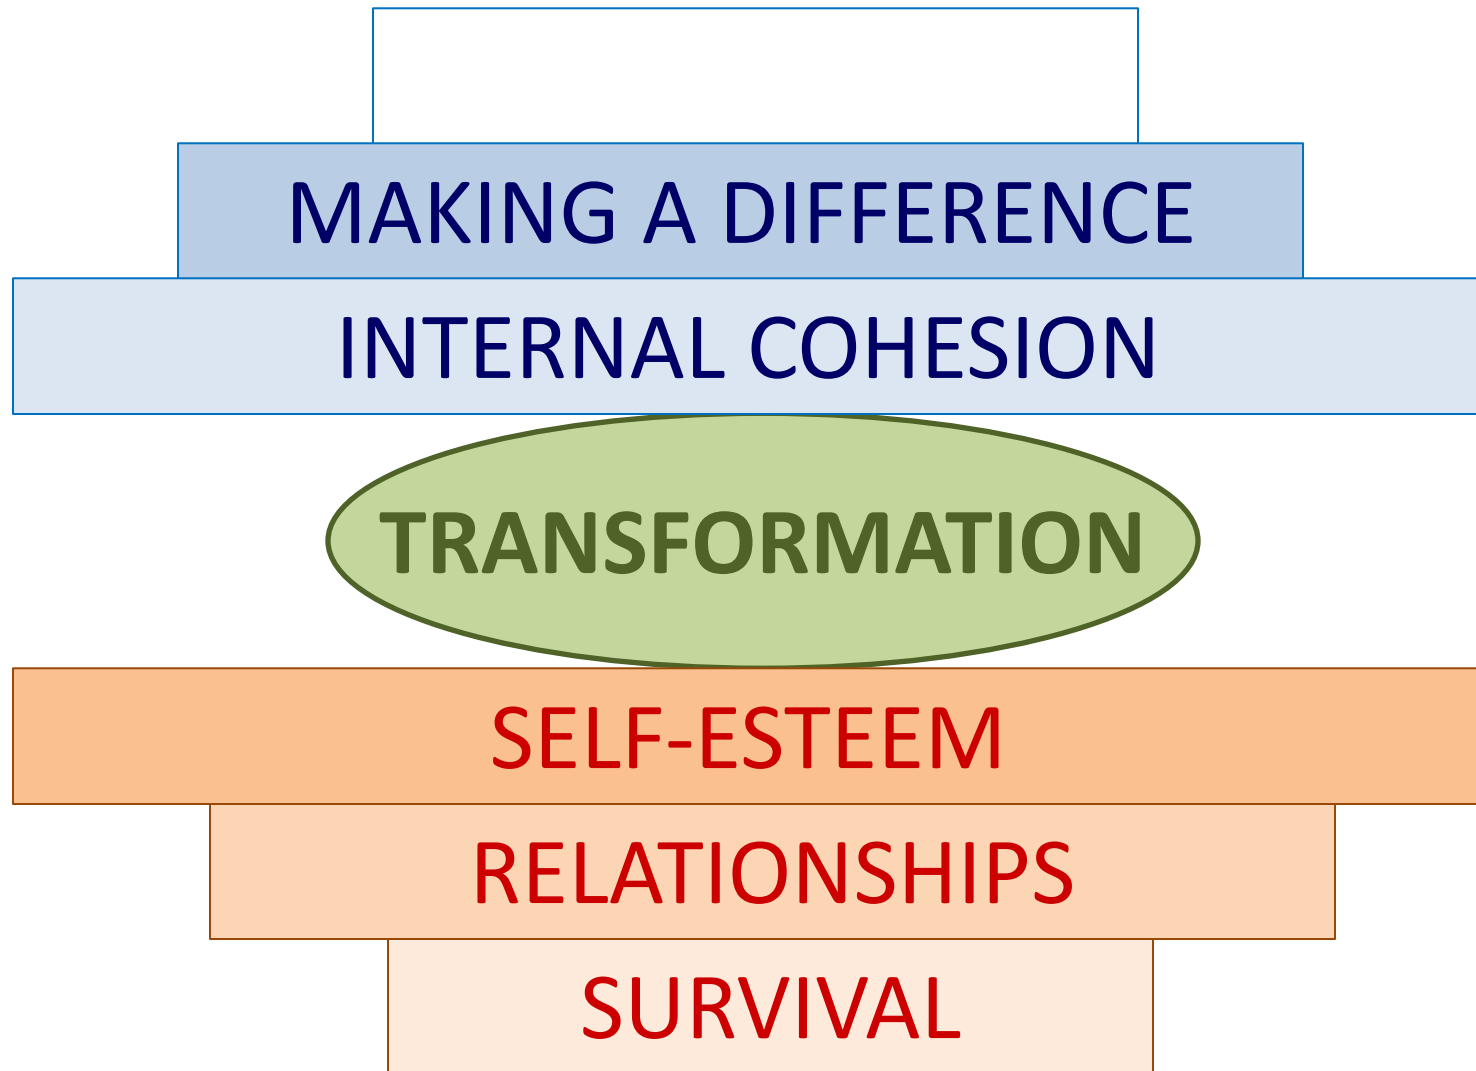 MAKING A DIFFERENCE
INTERNAL COHESION
TRANSFORMATION
SELF-ESTEEM
RELATIONSHIPS
SURVIVAL